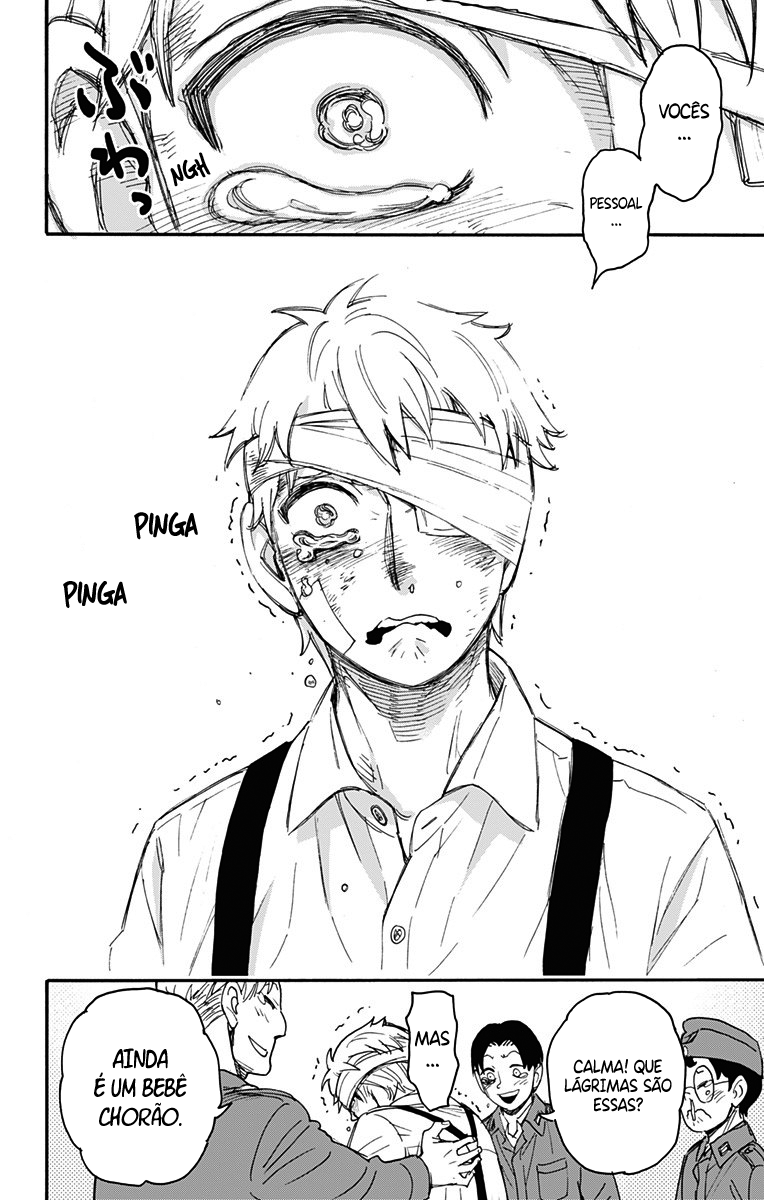 VOCÊS
...
PESSOAL
...
ぶわっ
NGH
PINGA
PINGA
CALMA! QUE
LÁGRIMAS SÃO
ESSAS?
MAS
...
AINDA
É UM BEBÊ
CHORÃO.